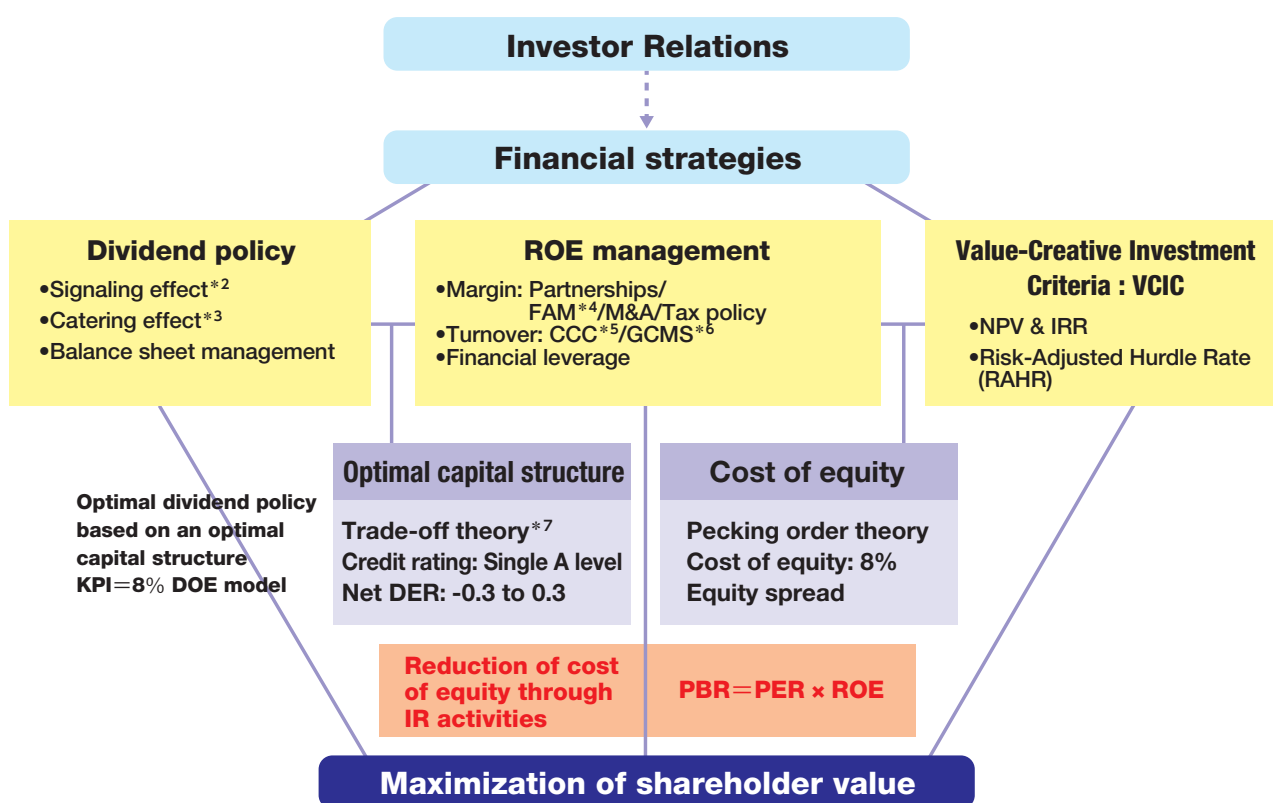 Investor Relations
Financial strategies
Dividend policy
•Signaling effect*2
•Catering effect*3
•Balance sheet management
ROE management
•Margin: Partnerships/
FAM*4/M&A/Tax policy
•Turnover: CCC*5/GCMS*6
•Financial leverage
Value-Creative Investment
Criteria : VCIC
•NPV & IRR
•Risk-Adjusted Hurdle Rate
(RAHR)
Optimal dividend policy
based on an optimal
capital structure
KPI=8% DOE model
Optimal capital structure
Trade-off theory*7
Credit rating: Single A level
Net DER: -0.3 to 0.3
Cost of equity
Pecking order theory
Cost of equity: 8%
Equity spread
Reduction of cost
of equity through
IR activities
PBR=PER × ROE
Maximization of shareholder value